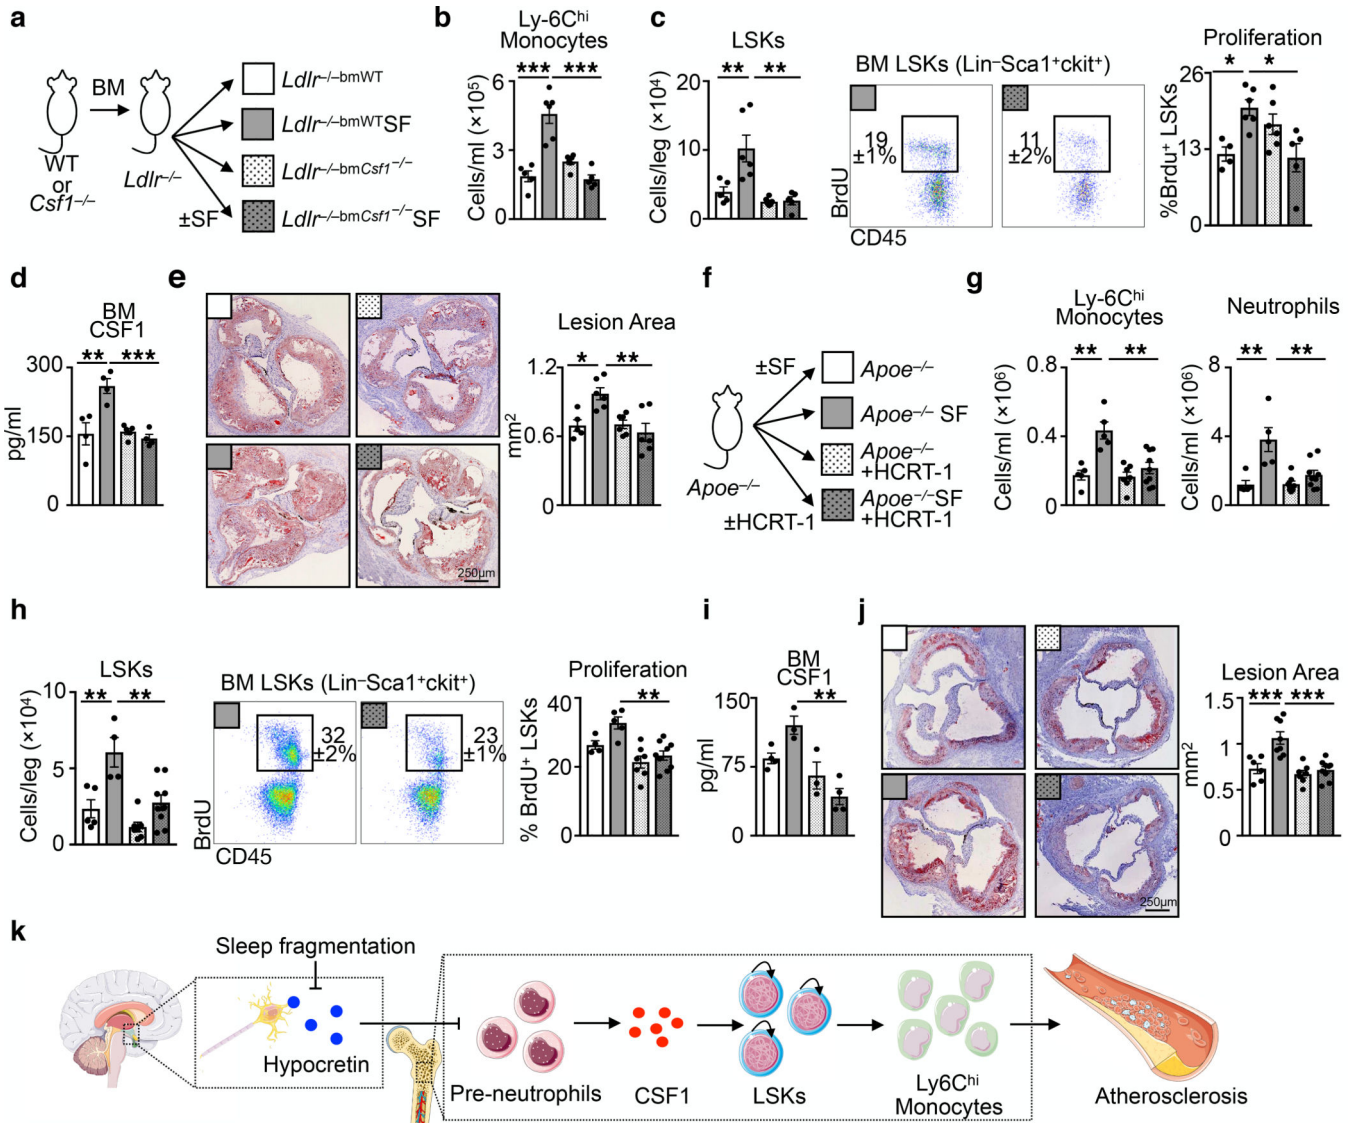 a
BM
WT
or
Csf1–/–
Ldlr–/–
±SF
Ldlr–/–bmWT
Ldlr–/–bmWTSF
Ldlr–/–bmCsf1–/–
Ldlr–/–bmCsf1–/–SF
b
Ly-6Chi
Monocytes
*** ***
Cells/ml (×10⁵)
6
3
0
c
LSKs
** **
Cells/leg (×10⁴)
20
10
0
BM LSKs (Lin–Sca1+ckit+)
19
±1%
11
±2%
BrdU
CD45
Proliferation
* *
%Brdu+ LSKs
26
13
0
d
BM
CSF1
** ***
pg/ml
300
150
0
e
250µm
Lesion Area
* **
mm²
1.2
0.6
0
f
±SF
Apoe–/–
±HCRT-1
Apoe–/–
Apoe–/– SF
Apoe–/–
+HCRT-1
Apoe–/–SF
+HCRT-1
g
Ly-6Chi
Monocytes
** **
Cells/ml (×10⁶)
0.8
0.4
0
Neutrophils
** **
Cells/ml (×10⁶)
8
4
0
h
LSKs
** **
Cells/leg (×10⁴)
10
5
0
BM LSKs (Lin–Sca1+ckit+)
32
±2%
23
±1%
BrdU
CD45
Proliferation
**
% BrdU+ LSKs
40
20
0
i
BM
CSF1
**
pg/ml
150
75
0
j
250µm
Lesion Area
*** ***
mm²
1.5
1
0.5
0
k
Sleep fragmentation
Hypocretin
Pre-neutrophils
CSF1
LSKs
Ly6Chi
Monocytes
Atherosclerosis